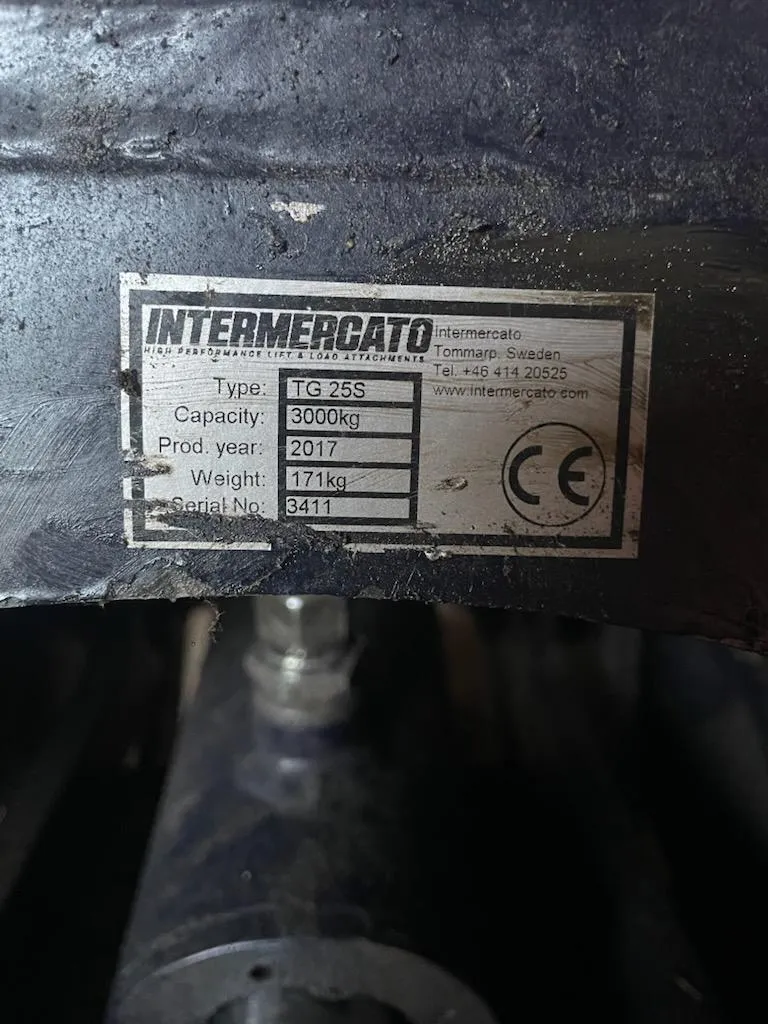 INTERMERCATO
HIGH PERFORMANCE LIFT & LOAD ATTACHMENTS
Intermercato
Tommarp, Sweden
Tel. +46 414 20525
www.intermercato.com
Type: TG 25S
Capacity: 3000kg
Prod. year: 2017
Weight: 171kg
Serial No: 3411
CE